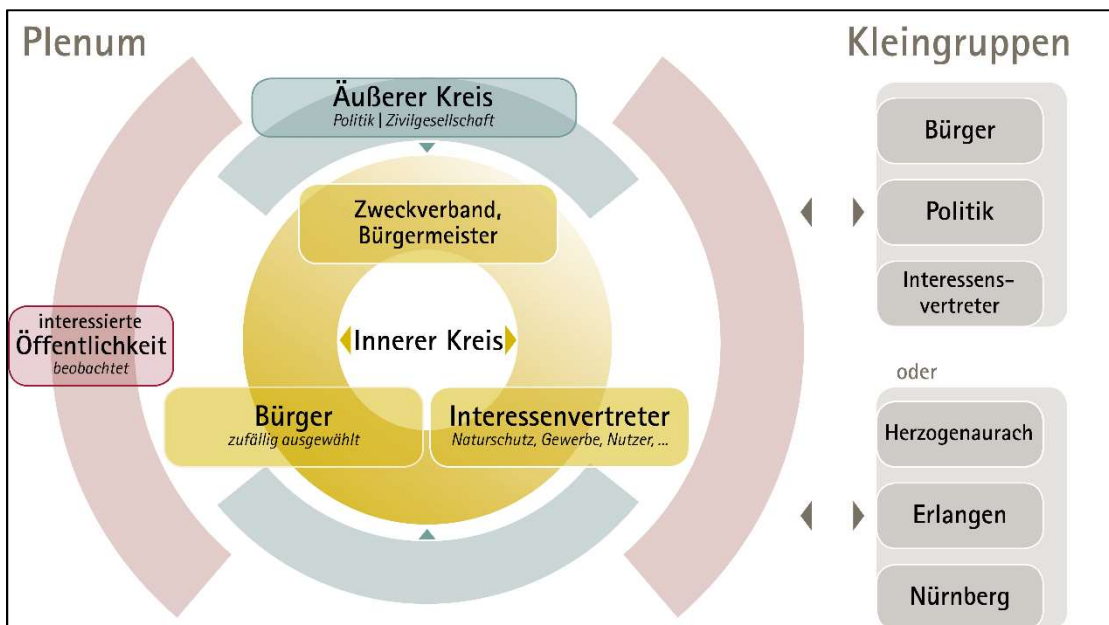 Plenum
Kleingruppen
Äußerer Kreis
Politik | Zivilgesellschaft
Zweckverband,
Bürgermeister
Innerer Kreis
interessierte
Öffentlichkeit
beobachtet
Bürger
zufällig ausgewählt
Interessenvertreter
Naturschutz, Gewerbe, Nutzer, ...
Bürger
Politik
Interessens-
vertreter
oder
Herzogenaurach
Erlangen
Nürnberg